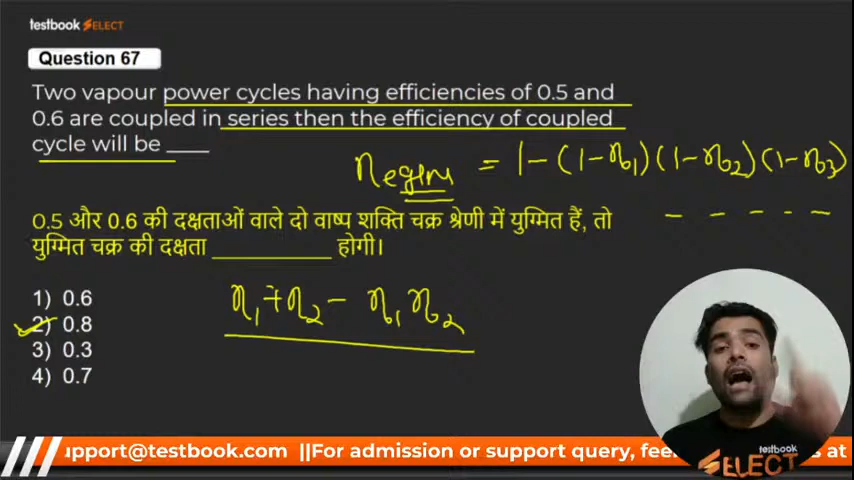 testbook SELECT
Question 67
Two vapour power cycles having efficiencies of 0.5 and
0.6 are coupled in series then the efficiency of coupled
cycle will be ____
= 1 - (1-η1) (1-η2) (1-η3)
- - - - -
0.5 और 0.6 की दक्षताओं वाले दो वाष्प शक्ति चक्र श्रेणी में युग्मित हैं, तो
युग्मित चक्र की दक्षता ____________ होगी।
η1 + η2 - η1 η2
1) 0.6
2) 0.8
3) 0.3
4) 0.7
testbook
SELECT
upport@testbook.com ||For admission or support query, fee s at